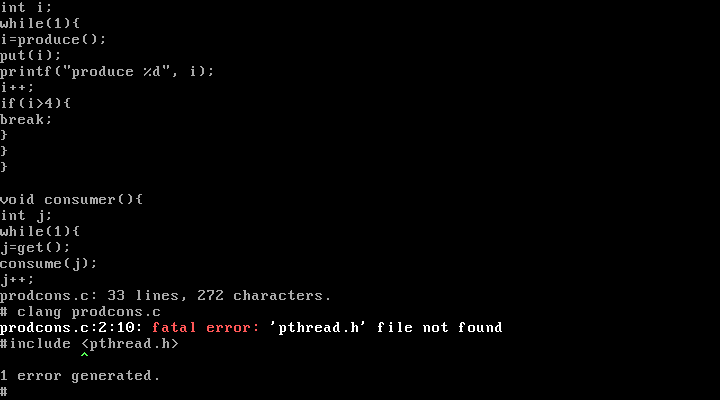 int i;
while(1){
i=produce();
put(i);
printf("produce %d", i);
i++;
if(i>4){
break;
}
}
}
void consumer(){
int j;
while(1){
j=get();
consume(j);
j++;
prodcons.c: 33 lines, 272 characters.
# clang prodcons.c
prodcons.c:2:10: fatal error: 'pthread.h' file not found
#include <pthread.h>
^
1 error generated.
#